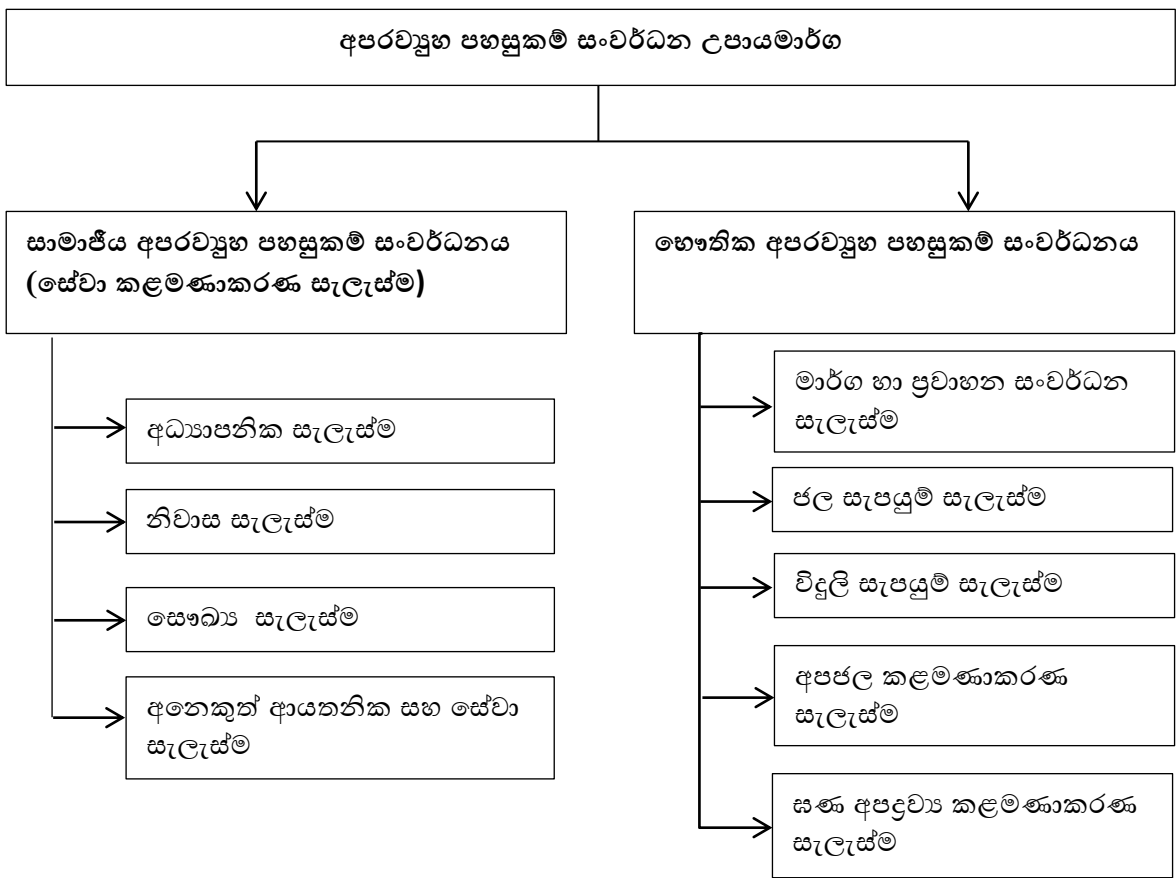 අපරව්‍යුහ පහසුකම් සංවර්ධන උපායමාර්ග
සාමාජීය අපරව්‍යුහ පහසුකම් සංවර්ධනය
(සේවා කළමණාකරණ සැලැස්ම)
අධ්‍යාපනික සැලැස්ම
නිවාස සැලැස්ම
සෞඛ්‍ය සැලැස්ම
අනෙකුත් ආයතනික සහ සේවා
සැලැස්ම
භෞතික අපරව්‍යුහ පහසුකම් සංවර්ධනය
මාර්ග හා ප්‍රවාහන සංවර්ධන
සැලැස්ම
ජල සැපයුම් සැලැස්ම
විදුලි සැපයුම් සැලැස්ම
අපජල කළමණාකරණ
සැලැස්ම
ඝණ අපද්‍රව්‍ය කළමණාකරණ
සැලැස්ම